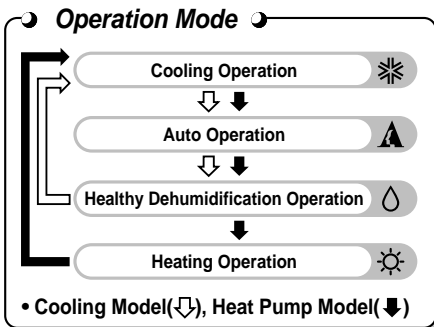 Operation Mode
Cooling Operation
Auto Operation
Healthy Dehumidification Operation
Heating Operation
• Cooling Model(⇩), Heat Pump Model(⬇)